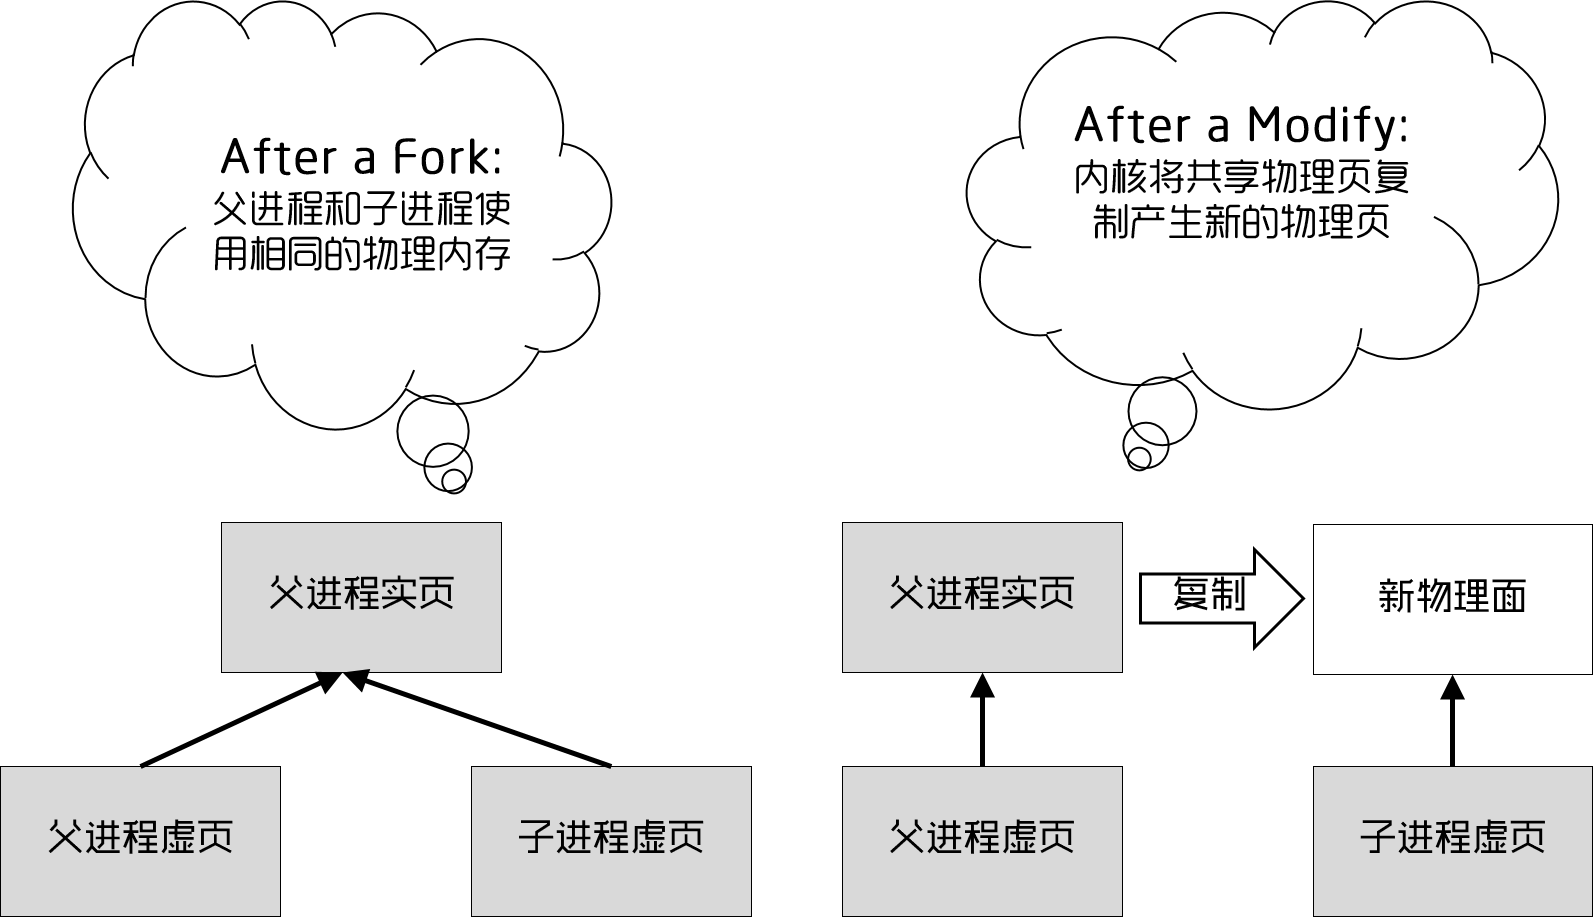 After a Fork:
父进程和子进程使
用相同的物理内存
After a Modify:
内核将共享物理页复
制产生新的物理页
父进程实页
父进程实页
复制
新物理面
父进程虚页
子进程虚页
父进程虚页
子进程虚页